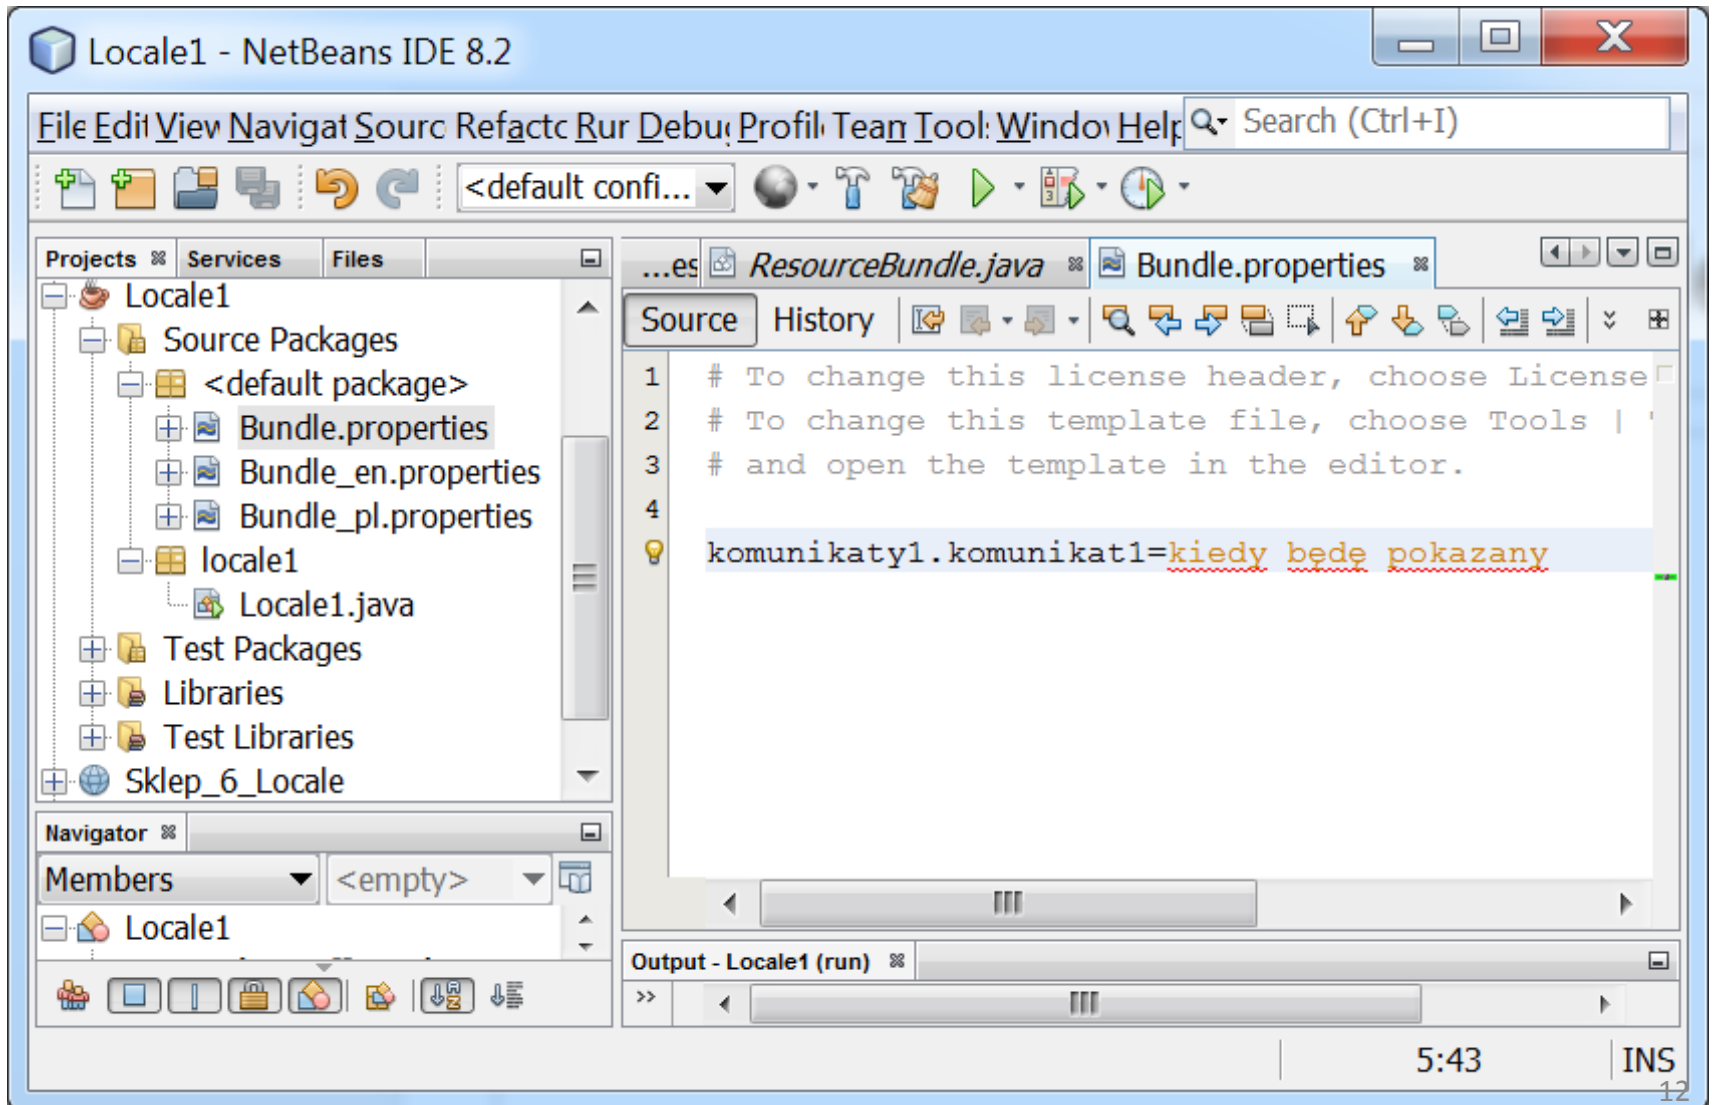 Locale1 - NetBeans IDE 8.2
File Edit View Navigat Sourc Refactc Rur Debu Profil Tean Tool Windov Help Search (Ctrl+I)
<default confi...
Projects Services Files
Locale1
Source Packages
<default package>
Bundle.properties
Bundle_en.properties
Bundle_pl.properties
locale1
Locale1.java
Test Packages
Libraries
Test Libraries
Sklep_6_Locale
Navigator
Members <empty>
Locale1
...es ResourceBundle.java Bundle.properties
Source History
1 # To change this license header, choose License
2 # To change this template file, choose Tools |
3 # and open the template in the editor.
4
komunikaty1.komunikat1=kiedy będę pokazany
Output - Locale1 (run)
>>
5:43 INS
12